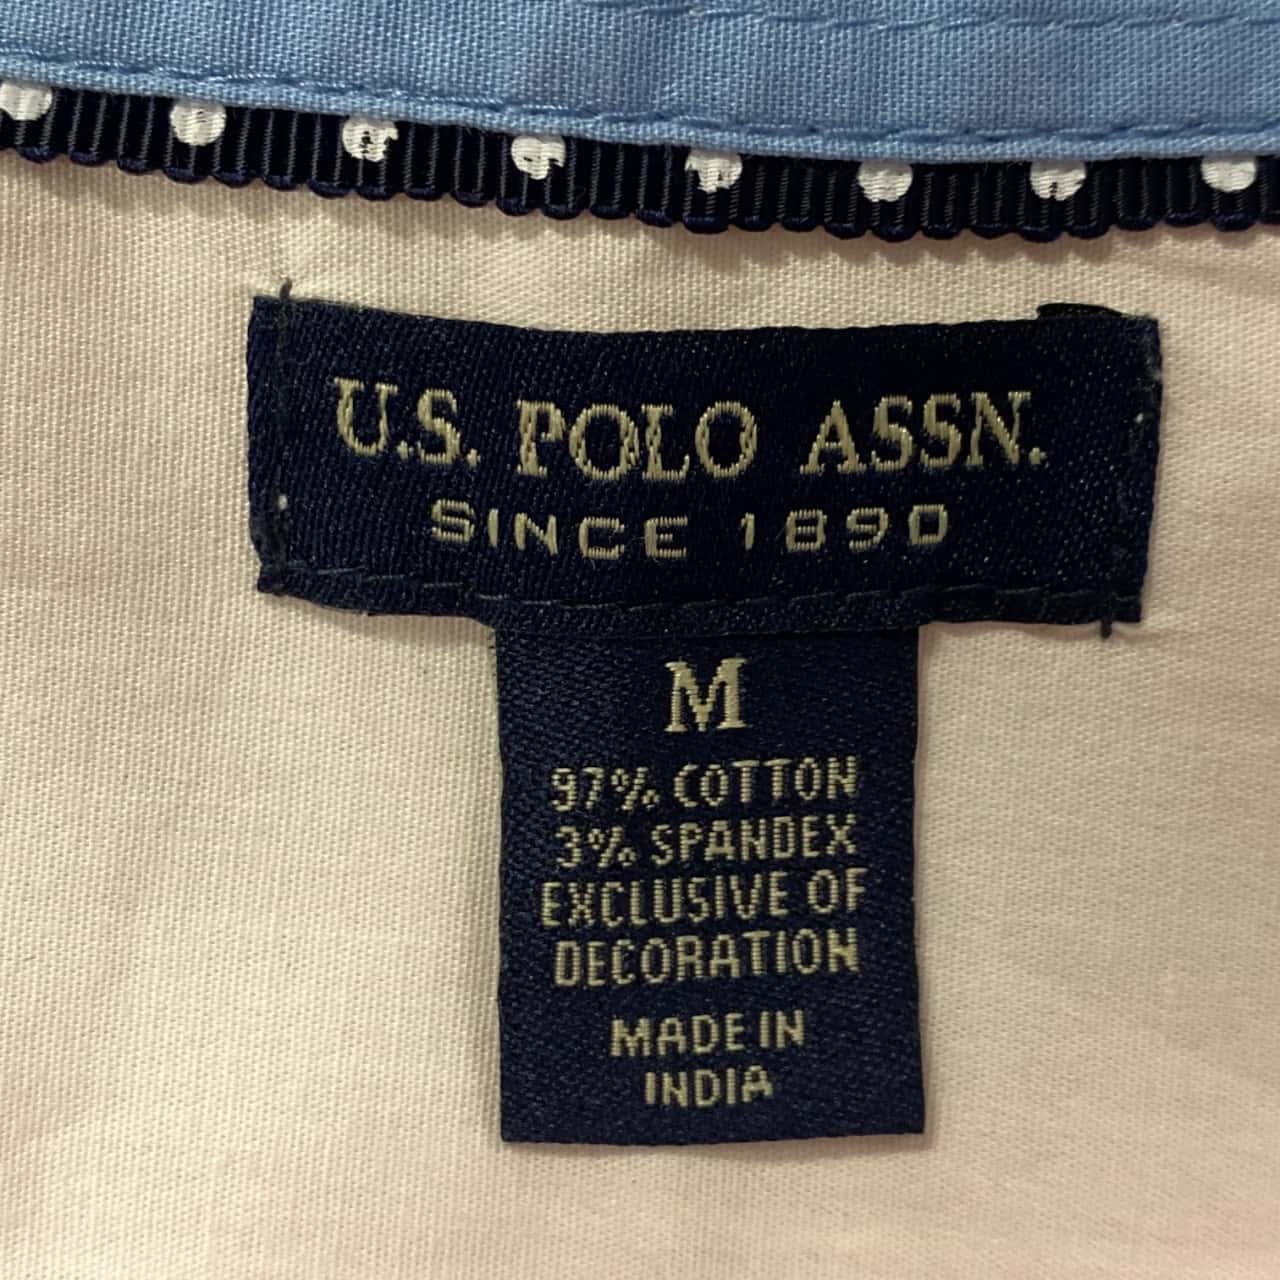 U.S. POLO ASSN.
SINCE 1890
M
97% COTTON
3% SPANDEX
EXCLUSIVE OF
DECORATION
MADE IN
INDIA